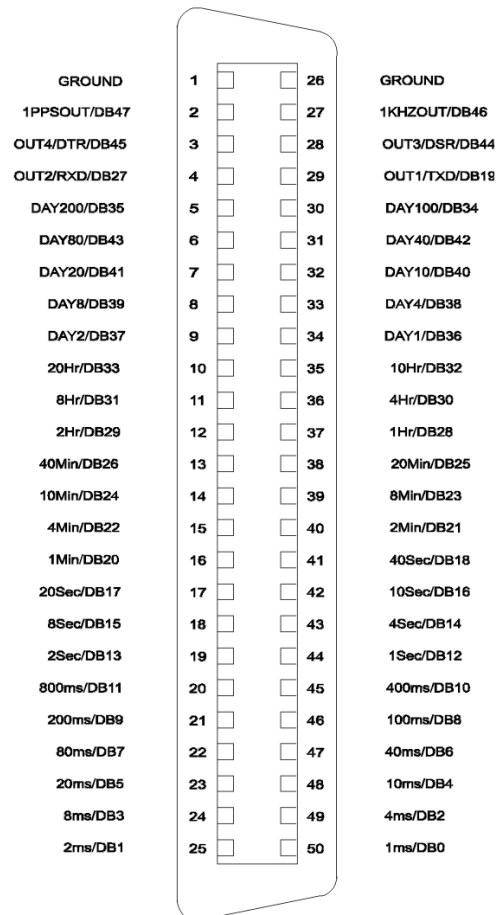 GROUND 1 26 GROUND
1PPSOUT/DB47 2 27 1KHZOUT/DB46
OUT4/DTR/DB45 3 28 OUT3/DSR/DB44
OUT2/RXD/DB27 4 29 OUT1/TXD/DB19
DAY200/DB35 5 30 DAY100/DB34
DAY80/DB43 6 31 DAY40/DB42
DAY20/DB41 7 32 DAY10/DB40
DAY8/DB39 8 33 DAY4/DB38
DAY2/DB37 9 34 DAY1/DB36
20Hr/DB33 10 35 10Hr/DB32
8Hr/DB31 11 36 4Hr/DB30
2Hr/DB29 12 37 1Hr/DB28
40Min/DB26 13 38 20Min/DB25
10Min/DB24 14 39 8Min/DB23
4Min/DB22 15 40 2Min/DB21
1Min/DB20 16 41 40Sec/DB18
20Sec/DB17 17 42 10Sec/DB16
8Sec/DB15 18 43 4Sec/DB14
2Sec/DB13 19 44 1Sec/DB12
800ms/DB11 20 45 400ms/DB10
200ms/DB9 21 46 100ms/DB8
80ms/DB7 22 47 40ms/DB6
20ms/DB5 23 48 10ms/DB4
8ms/DB3 24 49 4ms/DB2
2ms/DB1 25 50 1ms/DB0